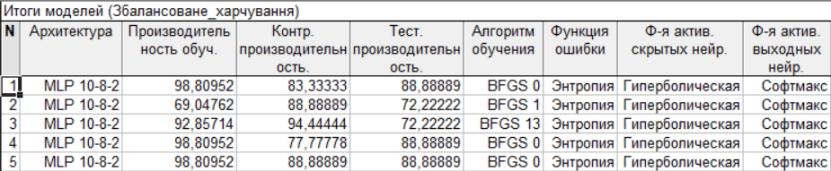 Итоги моделей (Збалансоване_харчування)
N Архитектура Производитель Контр. Тест. Алгоритм Функция Ф-я актив. Ф-я актив.
ность обуч. производительн производительн обучения ошибки скрытых нейр. выходных
ость. ость. нейр.
1 MLP 10-8-2 98,80952 83,33333 88,88889 BFGS 0 Энтропия Гиперболическая Софтмакс
2 MLP 10-8-2 69,04762 88,88889 72,22222 BFGS 1 Энтропия Гиперболическая Софтмакс
3 MLP 10-8-2 92,85714 94,44444 72,22222 BFGS 13 Энтропия Гиперболическая Софтмакс
4 MLP 10-8-2 98,80952 77,77778 88,88889 BFGS 0 Энтропия Гиперболическая Софтмакс
5 MLP 10-8-2 98,80952 88,88889 88,88889 BFGS 0 Энтропия Гиперболическая Софтмакс